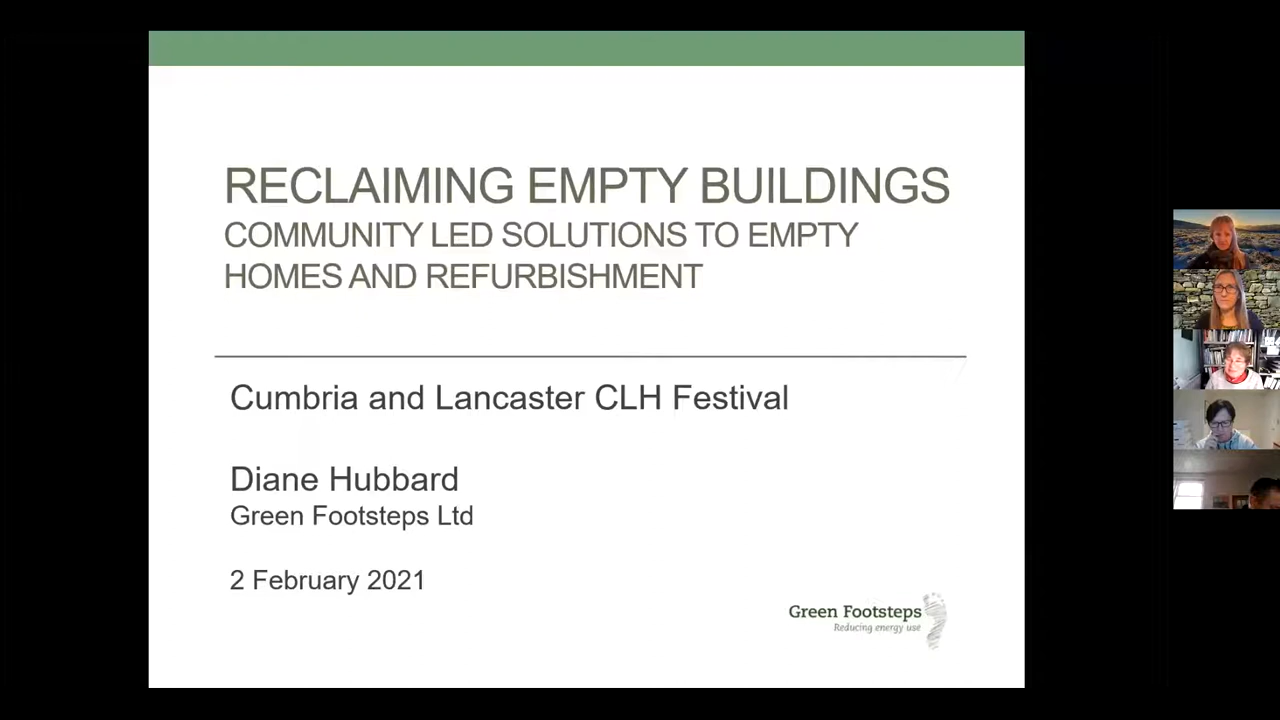 RECLAIMING EMPTY BUILDINGS
COMMUNITY LED SOLUTIONS TO EMPTY
HOMES AND REFURBISHMENT
Cumbria and Lancaster CLH Festival
Diane Hubbard
Green Footsteps Ltd
2 February 2021
Green Footsteps
Reducing energy use